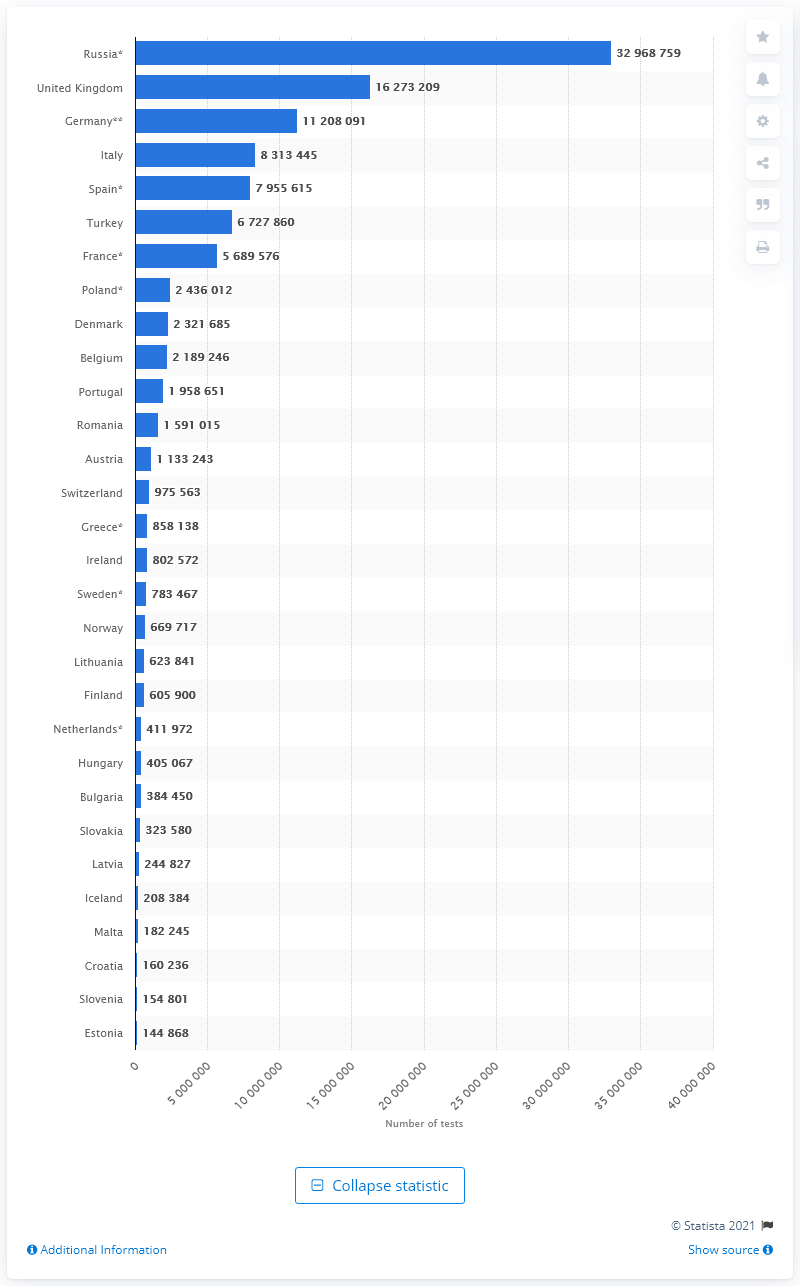 Russia* 32 968 759
United Kingdom 16 273 209
Germany** 11 208 091
Italy 8 313 445
Spain* 7 955 615
Turkey 6 727 860
France* 5 689 576
Poland* 2 436 012
Denmark 2 321 685
Belgium 2 189 246
Portugal 1 958 651
Romania 1 591 015
Austria 1 133 243
Switzerland 975 563
Greece* 858 138
Ireland 802 572
Sweden* 783 467
Norway 669 717
Lithuania 623 841
Finland 605 900
Netherlands* 411 972
Hungary 405 067
Bulgaria 384 450
Slovakia 323 580
Latvia 244 827
Iceland 208 384
Malta 182 245
Croatia 160 236
Slovenia 154 801
Estonia 144 868
0 5 000 000 10 000 000 15 000 000 20 000 000 25 000 000 30 000 000 35 000 000 40 000 000
Number of tests
Collapse statistic
© Statista 2021
Additional Information Show source